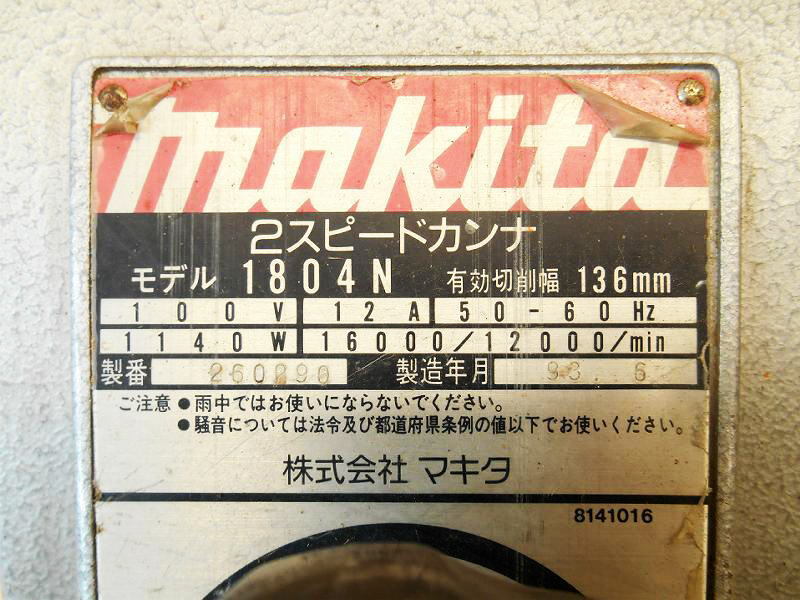 makita
2スピードカンナ
モデル 1804N 有効切削幅 136mm
100V 12A 50-60Hz
1140W 16000/12000/min
製番 260296 製造年月 93.6
ご注意 ●雨中ではお使いにならないでください。
●騒音については法令及び都道府県条例の値以下でお使いください。
株式会社 マキタ
8141016